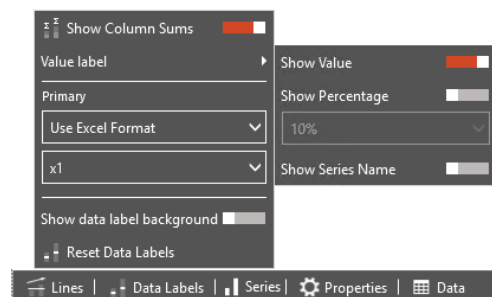 Show Column Sums
Value label
Primary
Use Excel Format
x1
Show data label background
Reset Data Labels
Show Value
Show Percentage
10%
Show Series Name
Lines | Data Labels | Series | Properties | Data